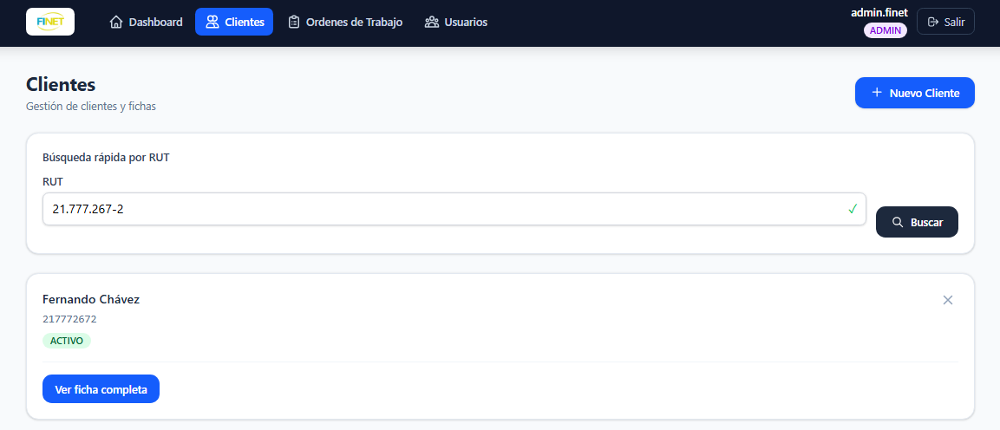 FINET
Dashboard
Clientes
Ordenes de Trabajo
Usuarios
admin.finet
ADMIN
Salir
Clientes
Gestión de clientes y fichas
Nuevo Cliente
Búsqueda rápida por RUT
RUT
21.777.267-2
Buscar
Fernando Chávez
217772672
ACTIVO
Ver ficha completa